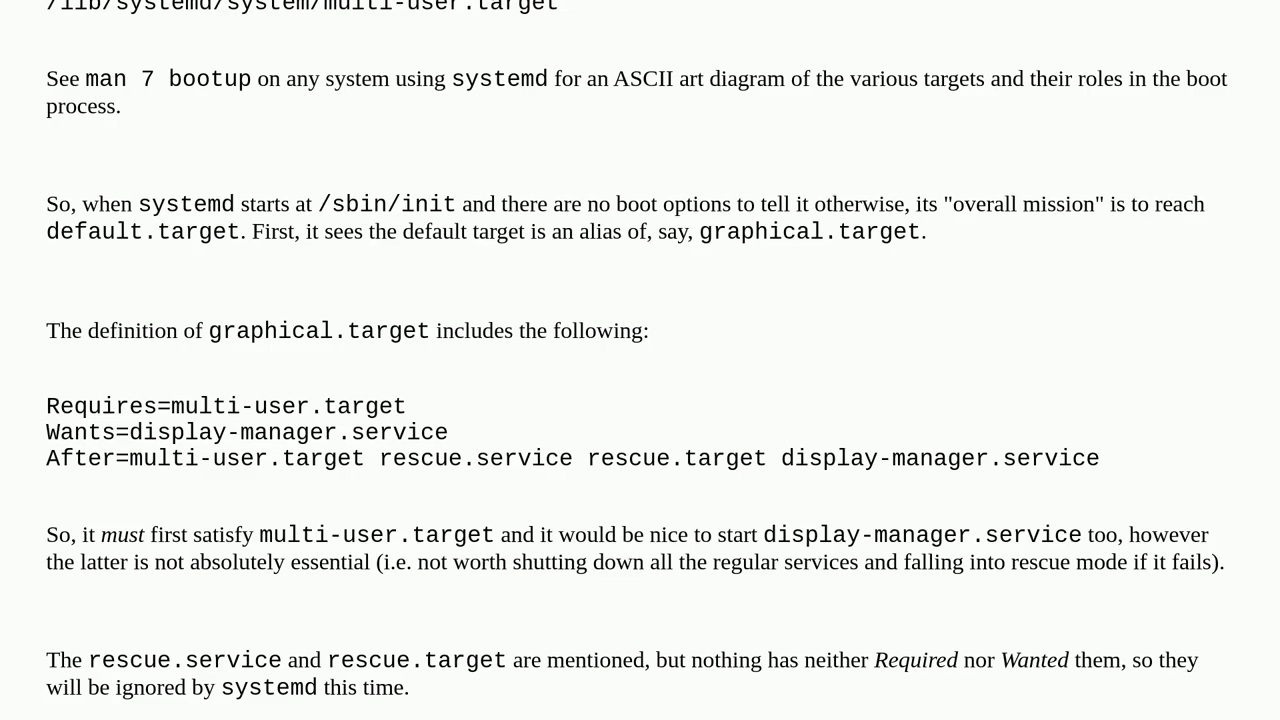 /lib/systemd/system/multi-user.target
See man 7 bootup on any system using systemd for an ASCII art diagram of the various targets and their roles in the boot
process.
So, when systemd starts at /sbin/init and there are no boot options to tell it otherwise, its "overall mission" is to reach
default.target. First, it sees the default target is an alias of, say, graphical.target.
The definition of graphical.target includes the following:
Requires=multi-user.target
Wants=display-manager.service
After=multi-user.target rescue.service rescue.target display-manager.service
So, it must first satisfy multi-user.target and it would be nice to start display-manager.service too, however
the latter is not absolutely essential (i.e. not worth shutting down all the regular services and falling into rescue mode if it fails).
The rescue.service and rescue.target are mentioned, but nothing has neither Required nor Wanted them, so they
will be ignored by systemd this time.